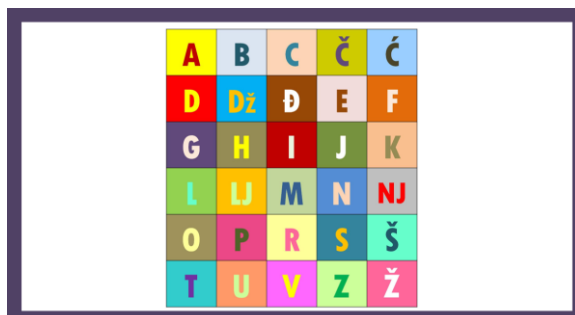 A B C Č Ć
D Dž Đ E F
G H I J K
L LJ M N NJ
O P R S Š
T U V Z Ž